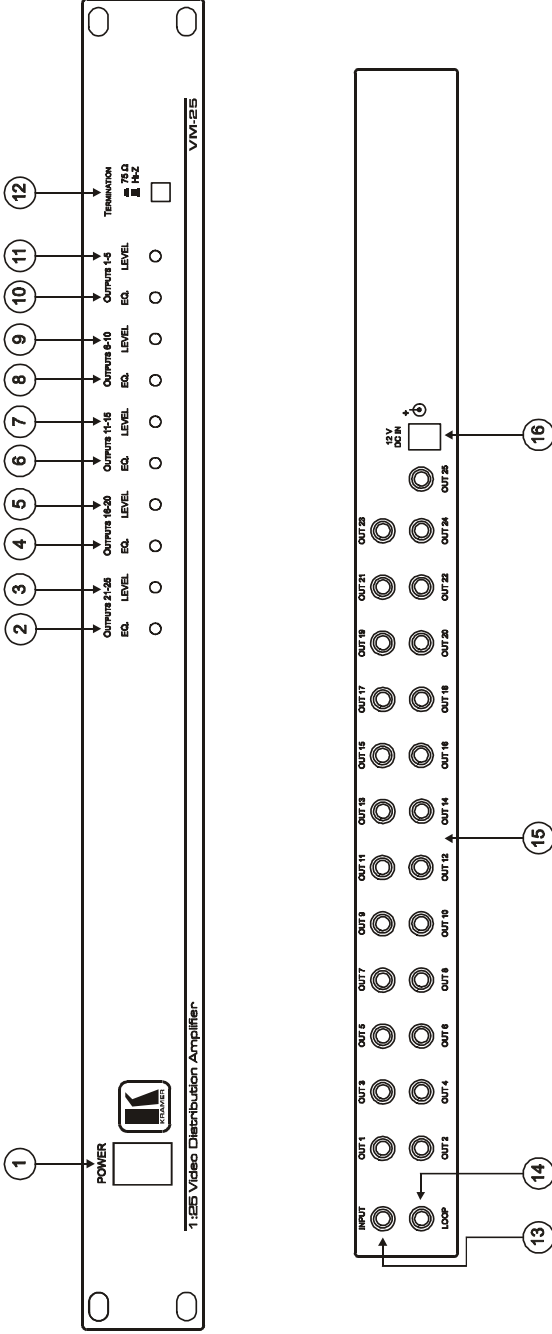 1
2
3
4
5
6
7
8
9
10
11
12
POWER
OUTPUTS 21-25
OUTPUTS 16-20
OUTPUTS 11-15
OUTPUTS 6-10
OUTPUTS 1-5
TERMINATION
EQ. LEVEL EQ. LEVEL EQ. LEVEL EQ. LEVEL EQ. LEVEL
75 Ω
Hi-Z
KRAMER
1:25 Video Distribution Amplifier
VM-25
INPUT OUT 1 OUT 3 OUT 5 OUT 7 OUT 9 OUT 11 OUT 13 OUT 15 OUT 17 OUT 19 OUT 21 OUT 23
12 V
DC IN
+
LOOP OUT 2 OUT 4 OUT 6 OUT 8 OUT 10 OUT 12 OUT 14 OUT 16 OUT 18 OUT 20 OUT 22 OUT 24 OUT 25
13
14
15
16